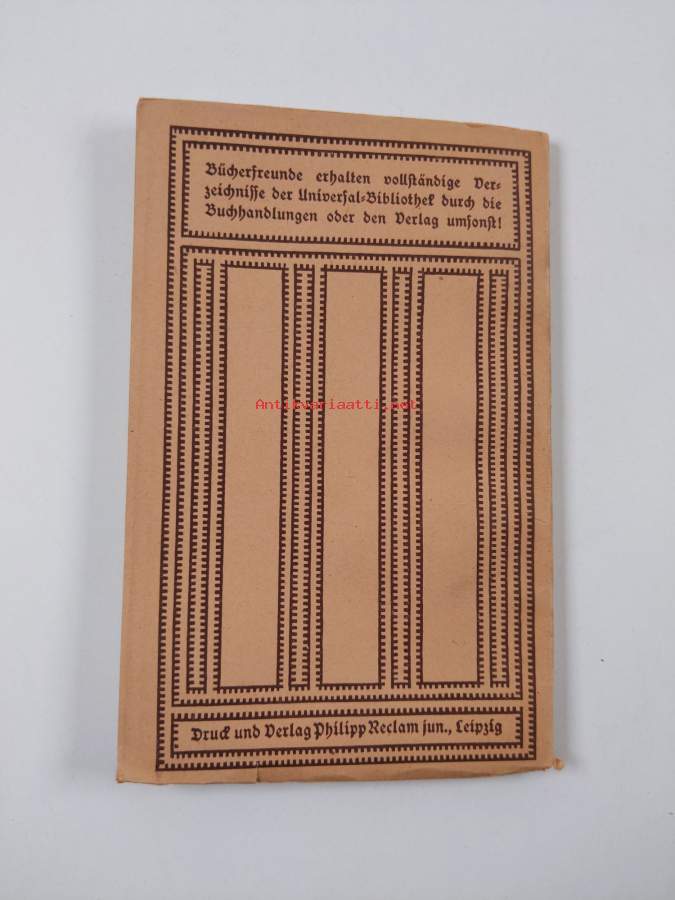 Bücherfreunde erhalten vollständige Ver-
zeichnisse der Universal-Bibliothek durch die
Buchhandlungen oder den Verlag umsonst!
Antikvariaatti.net
Druck und Verlag Philipp Reclam jun., Leipzig